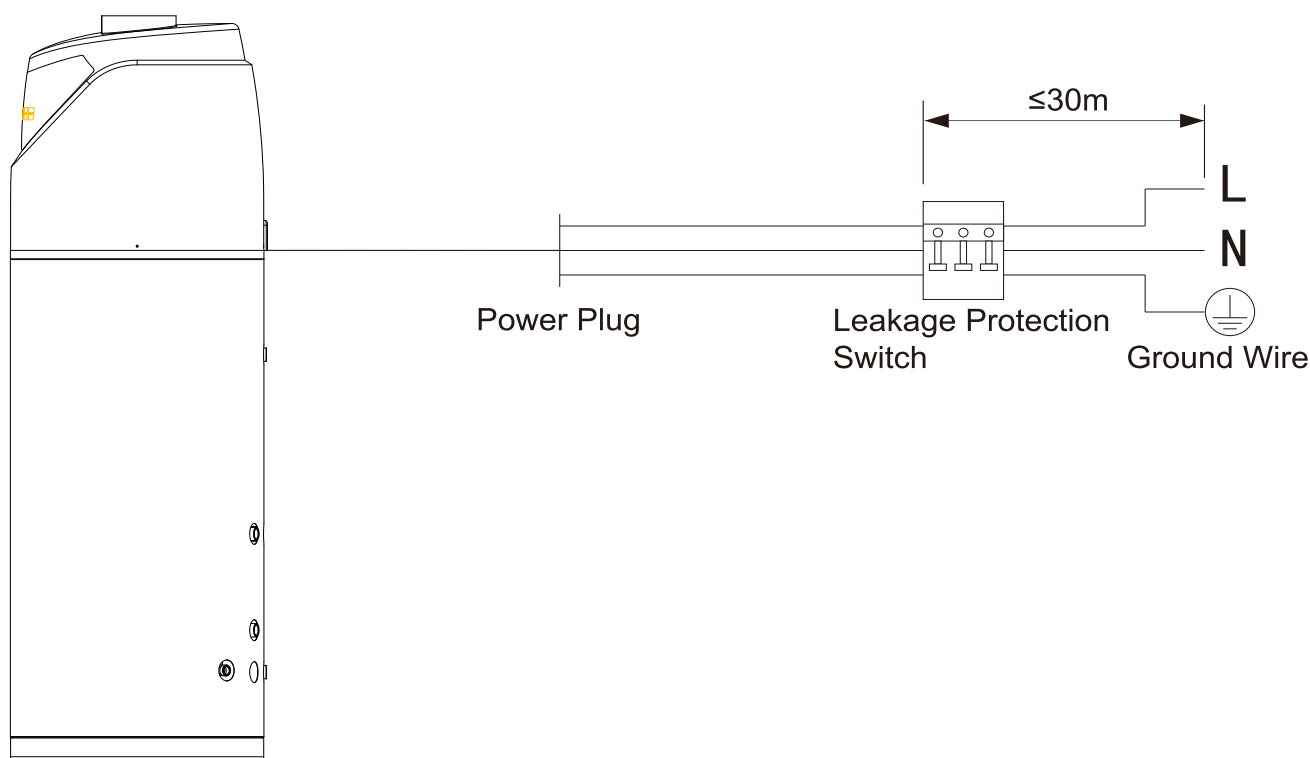 ≤30m
L
N
Power Plug
Leakage Protection
Switch
Ground Wire